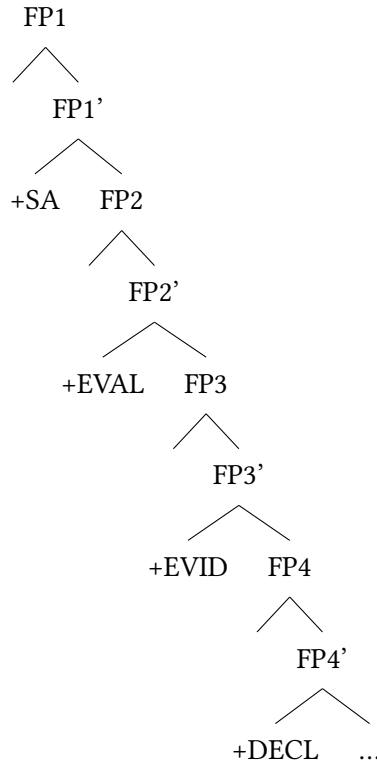 FP1
FP1’
+SA FP2
FP2’
+EVAL FP3
FP3’
+EVID FP4
FP4’
+DECL ...